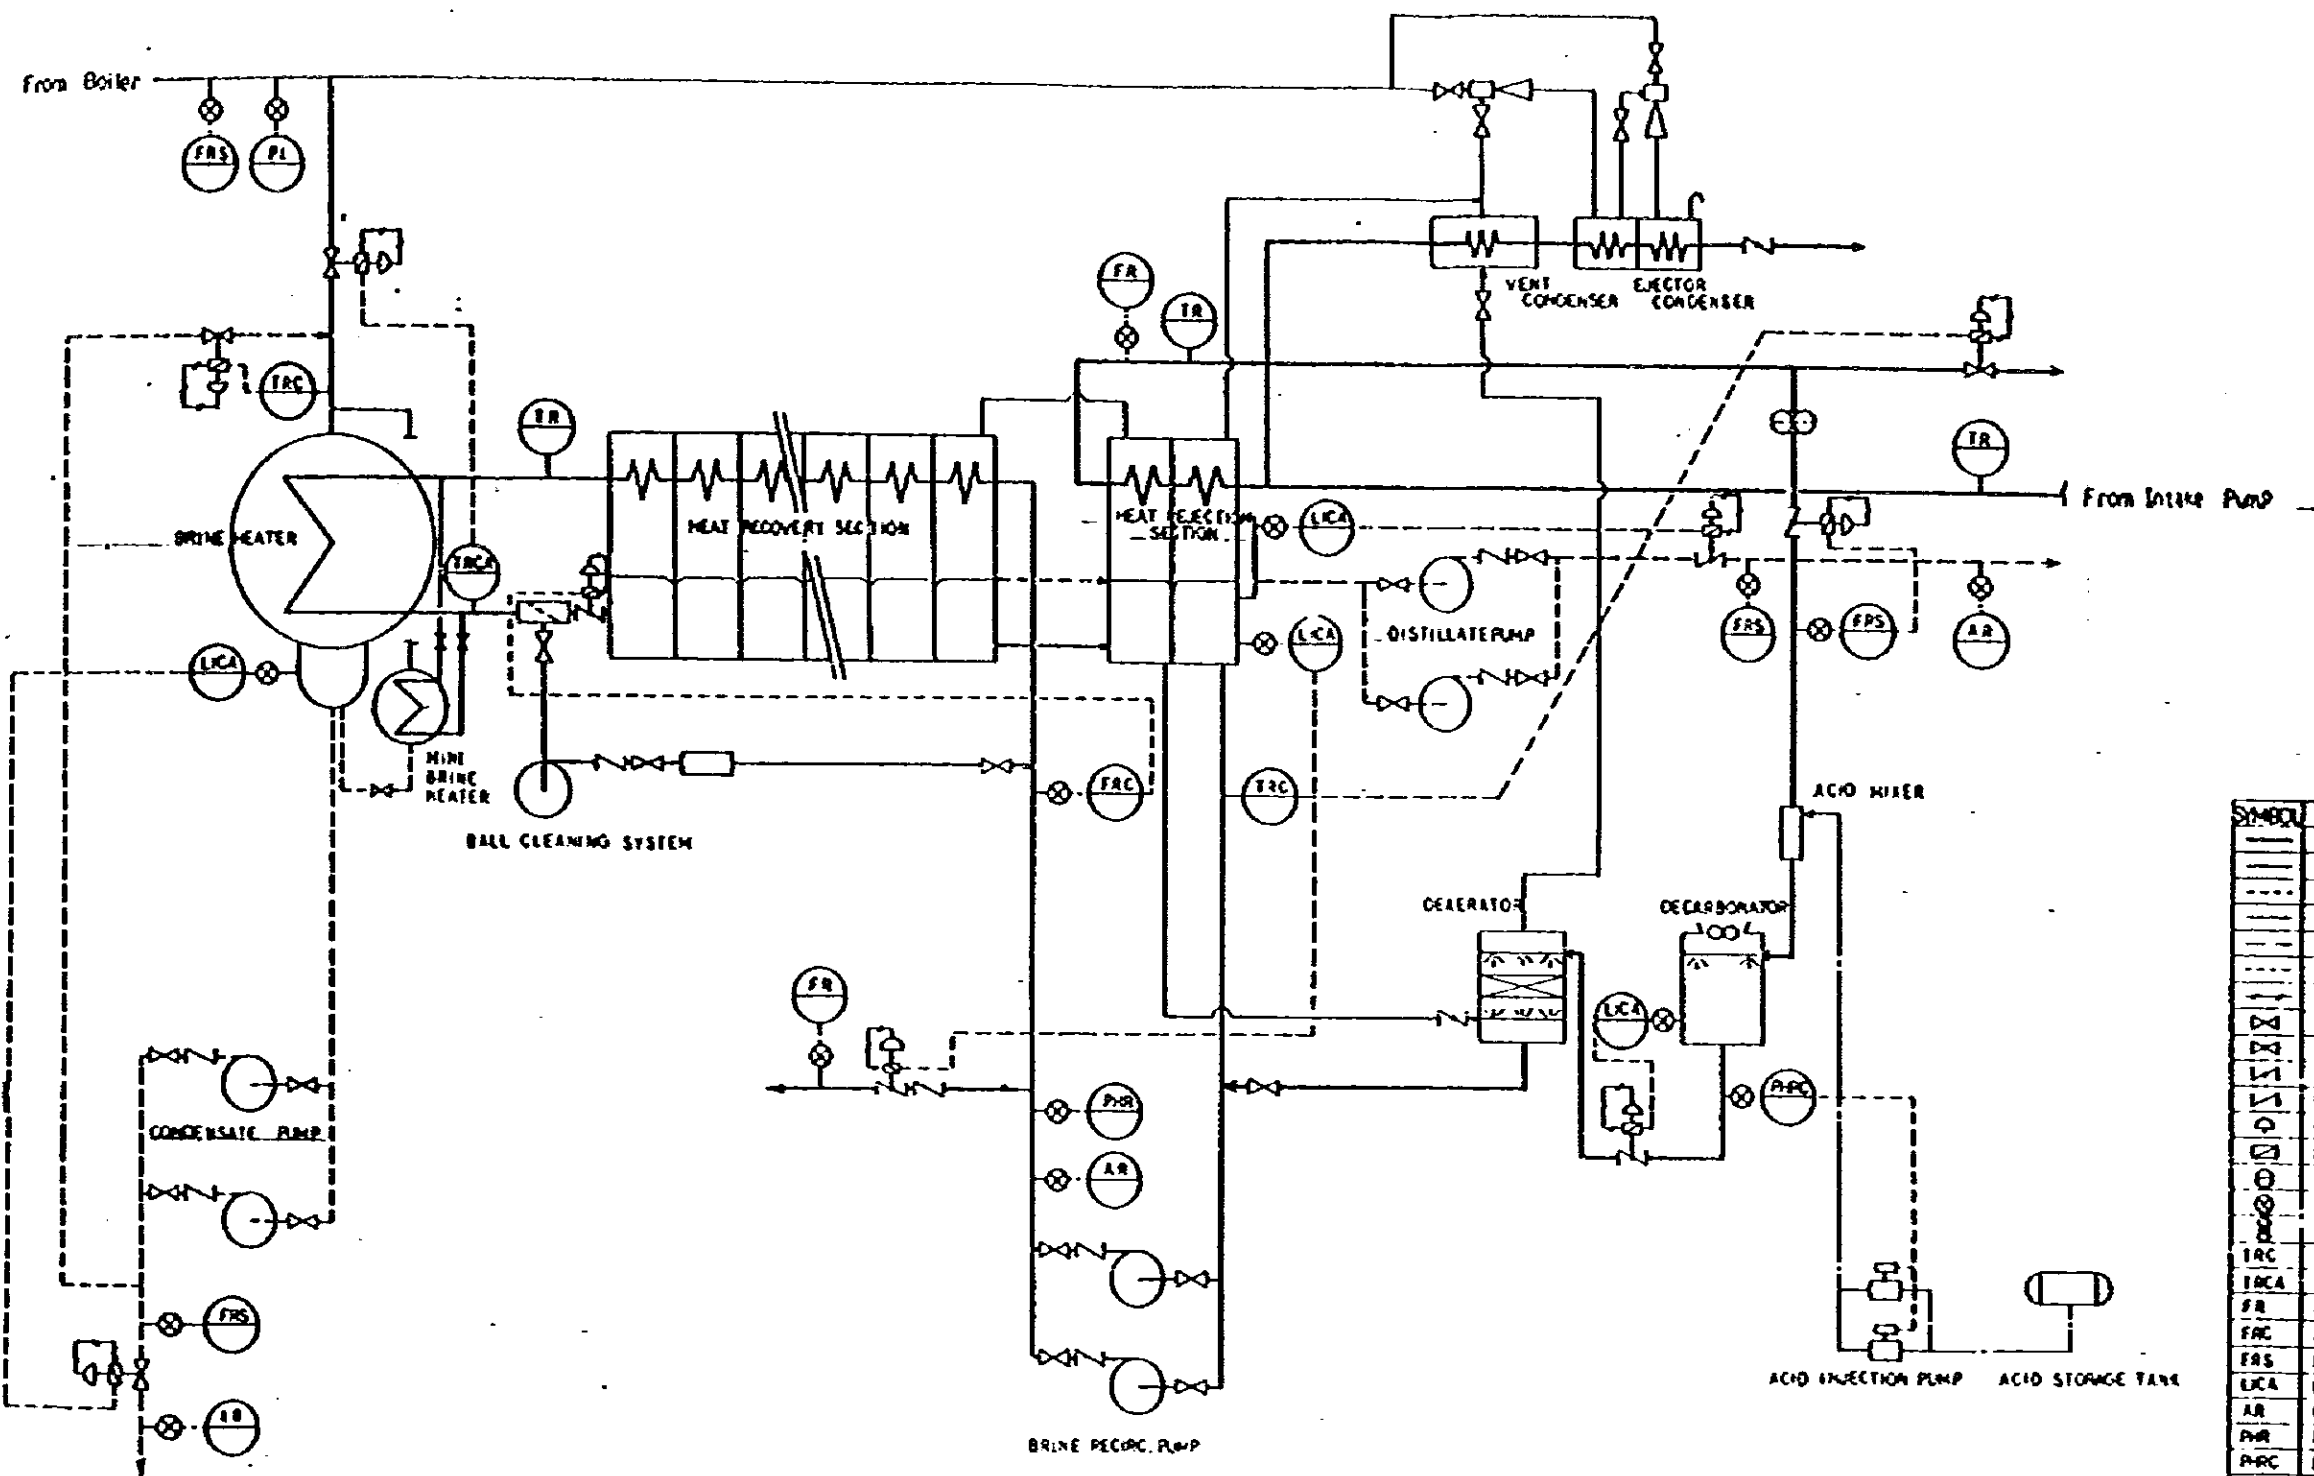 From Boiler
FRS
PI
TRC
TR
BRINE HEATER
TRCA
LICA
MINI
BRINE
HEATER
BALL CLEANING SYSTEM
HEAT RECOVERY SECTION
HEAT REJECTION
SECTION
FR
TR
VENT
CONDENSER
EJECTOR
CONDENSER
TR
From Intake Pump
LICA
LICA
DISTILLATE PUMP
FRS
FRS
AR
FRC
TRC
ACID MIXER
DEAERATOR
DECARBONATOR
LICA
PHRC
FR
PHR
AR
CONDENSATE PUMP
FRS
AR
BRINE RECIRC. PUMP
ACID INJECTION PUMP
ACID STORAGE TANK
SYMBOL
TRC
TRCA
FR
FRC
FRS
LICA
AR
PHR
PHRC